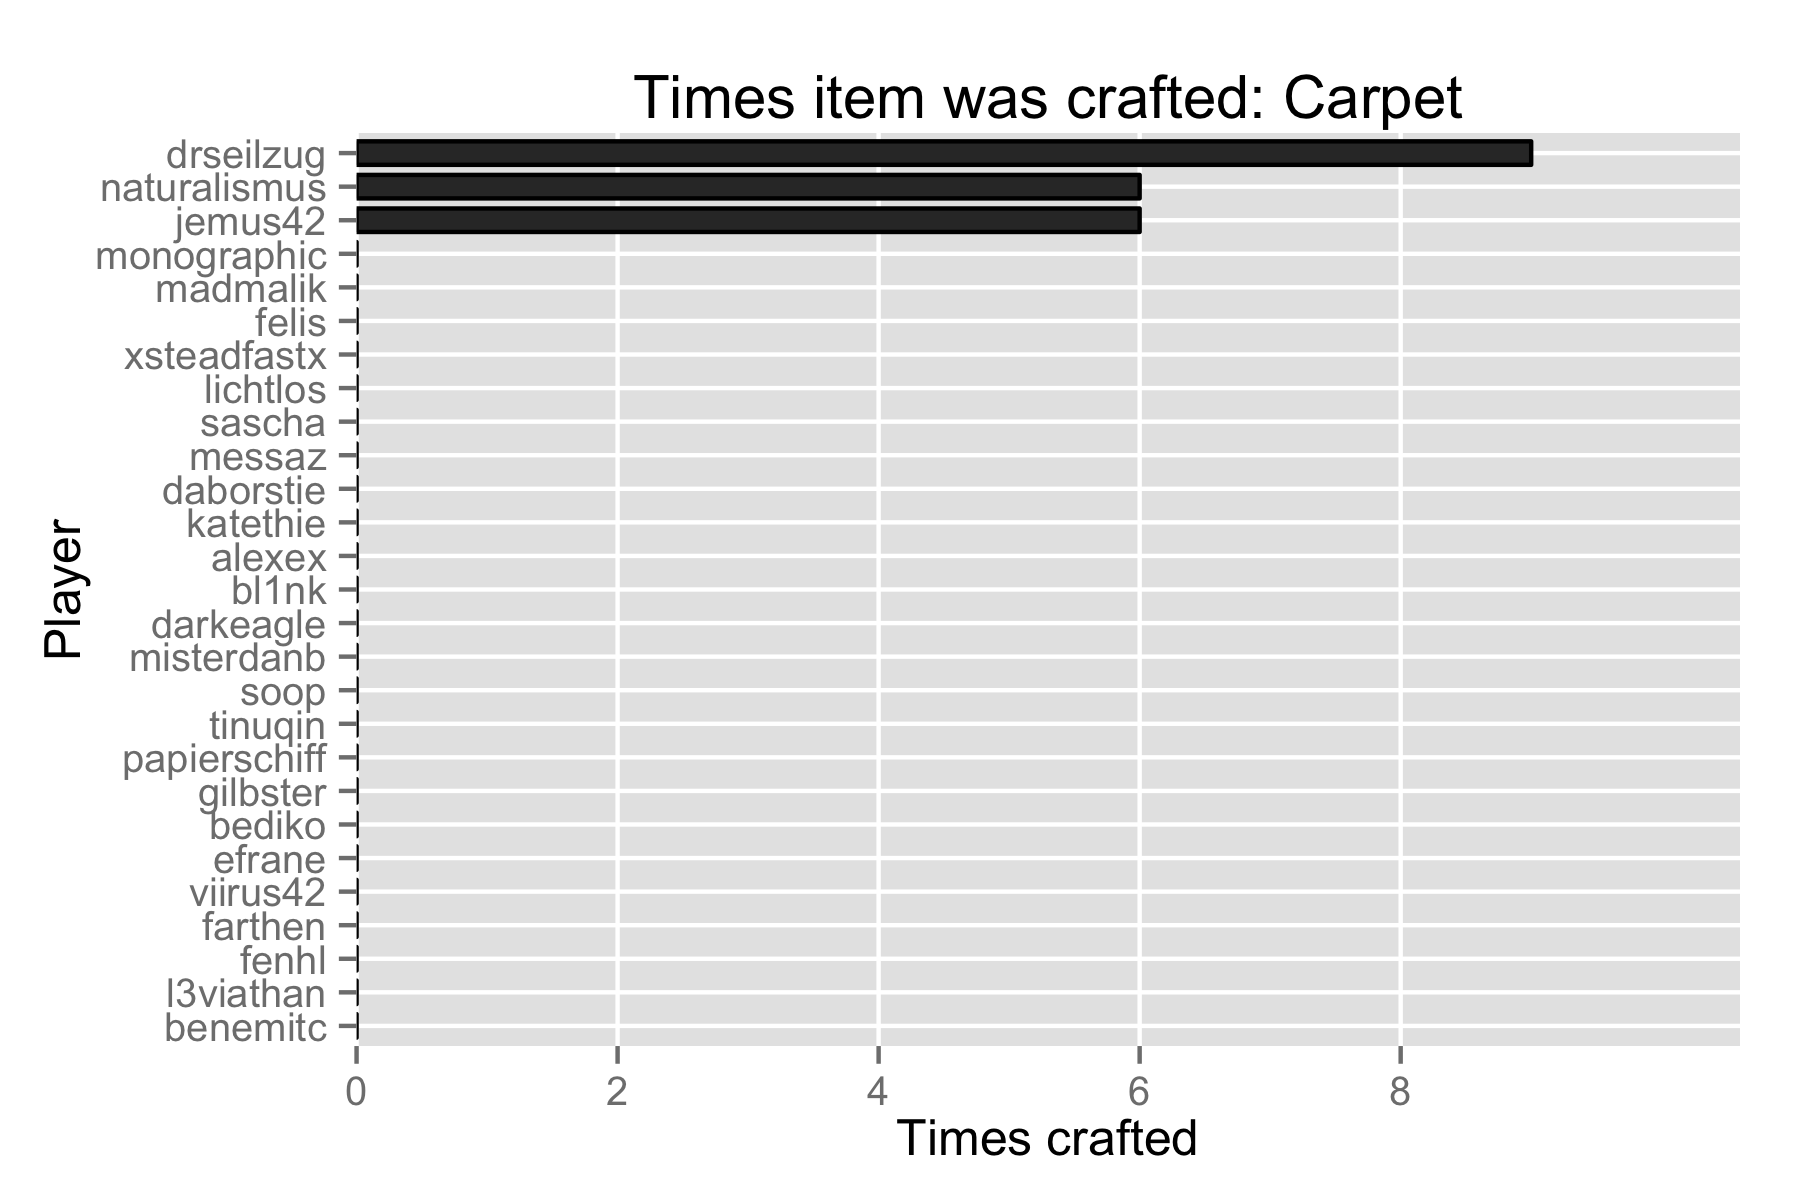 Times item was crafted: Carpet
drseilzug
naturalismus
jemus42
monographic
madmalik
felis
xsteadfastx
lichtlos
sascha
messaz
daborstie
katethie
alexex
bl1nk
darkeagle
misterdanb
soop
tinuqin
papierschiff
gilbster
bediko
efrane
viirus42
farthen
fenhl
l3viathan
benemitc
Player
0 2 4 6 8
Times crafted